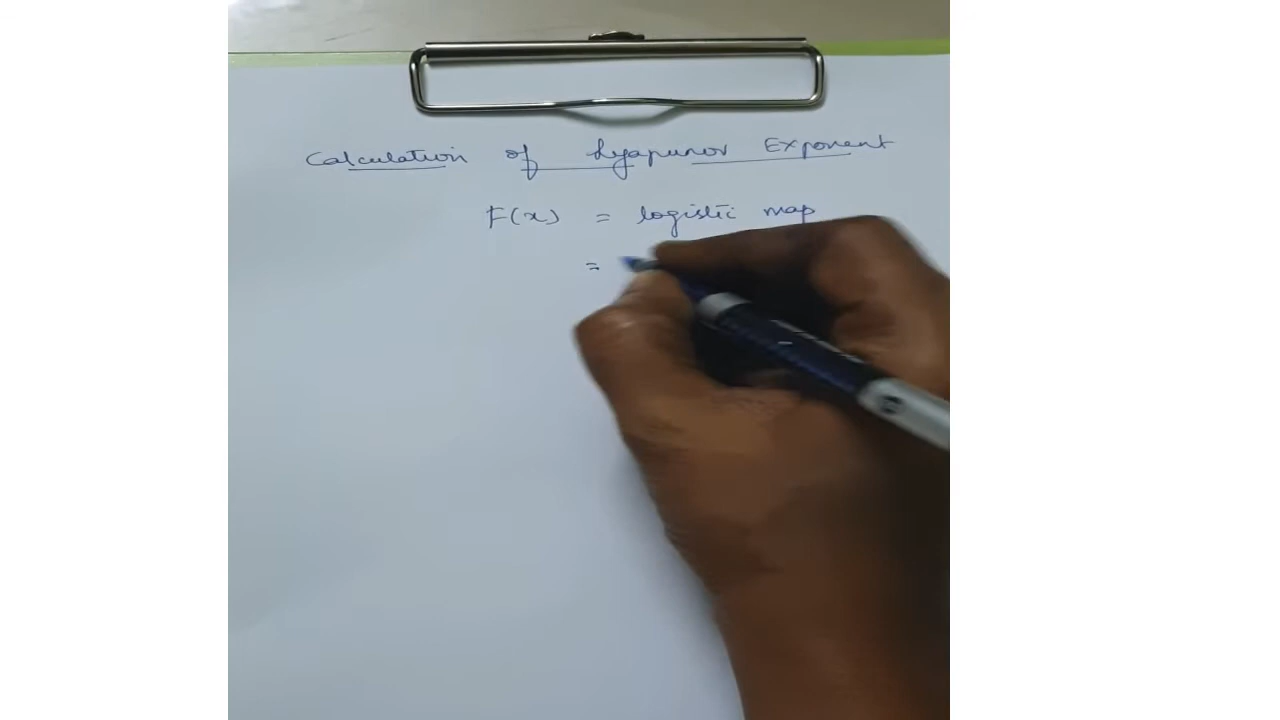 Calculation of Lyapunov Exponent
F(x) = logistic map
=